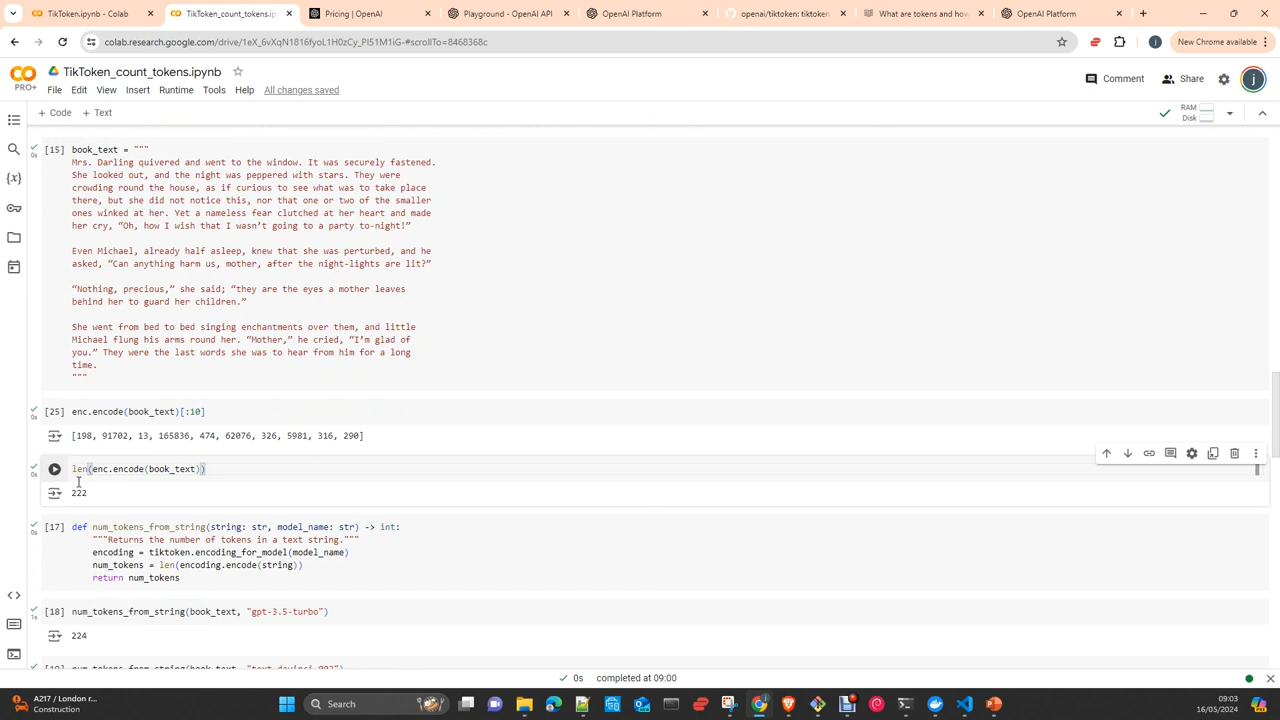 TikToken.ipynb - Colab
TikToken_count_tokens.ipynb
Pricing | OpenAI
Playground - OpenAI API
OpenAI Platform
openai/tiktoken: tiktoken
What are tokens and how
OpenAI Platform
New Chrome available
PRO+
TikToken_count_tokens.ipynb
File Edit View Insert Runtime Tools Help All changes saved
Comment
Share
j
+ Code + Text
RAM
Disk
[15] book_text = """
Mrs. Darling quivered and went to the window. It was securely fastened.
She looked out, and the night was peppered with stars. They were
crowding round the house, as if curious to see what was to take place
there, but she did not notice this, nor that one or two of the smaller
ones winked at her. Yet a nameless fear clutched at her heart and made
her cry, “Oh, how I wish that I wasn’t going to a party to-night!”
Even Michael, already half asleep, knew that she was perturbed, and he
asked, “Can anything harm us, mother, after the night-lights are lit?”
“Nothing, precious,” she said; “they are the eyes a mother leaves
behind her to guard her children.”
She went from bed to bed singing enchantments over them, and little
Michael flung his arms round her. “Mother,” he cried, “I’m glad of
you.” They were the last words she was to hear from him for a long
time.
"""
[25] enc.encode(book_text)[:10]
[198, 91702, 13, 165836, 474, 62076, 326, 5981, 316, 290]
len(enc.encode(book_text))
222
[17] def num_tokens_from_string(string: str, model_name: str) -> int:
"""Returns the number of tokens in a text string."""
encoding = tiktoken.encoding_for_model(model_name)
num_tokens = len(encoding.encode(string))
return num_tokens
[18] num_tokens_from_string(book_text, "gpt-3.5-turbo")
224
0s completed at 09:00
A217 / London r...
Construction
Search
09:03
16/05/2024